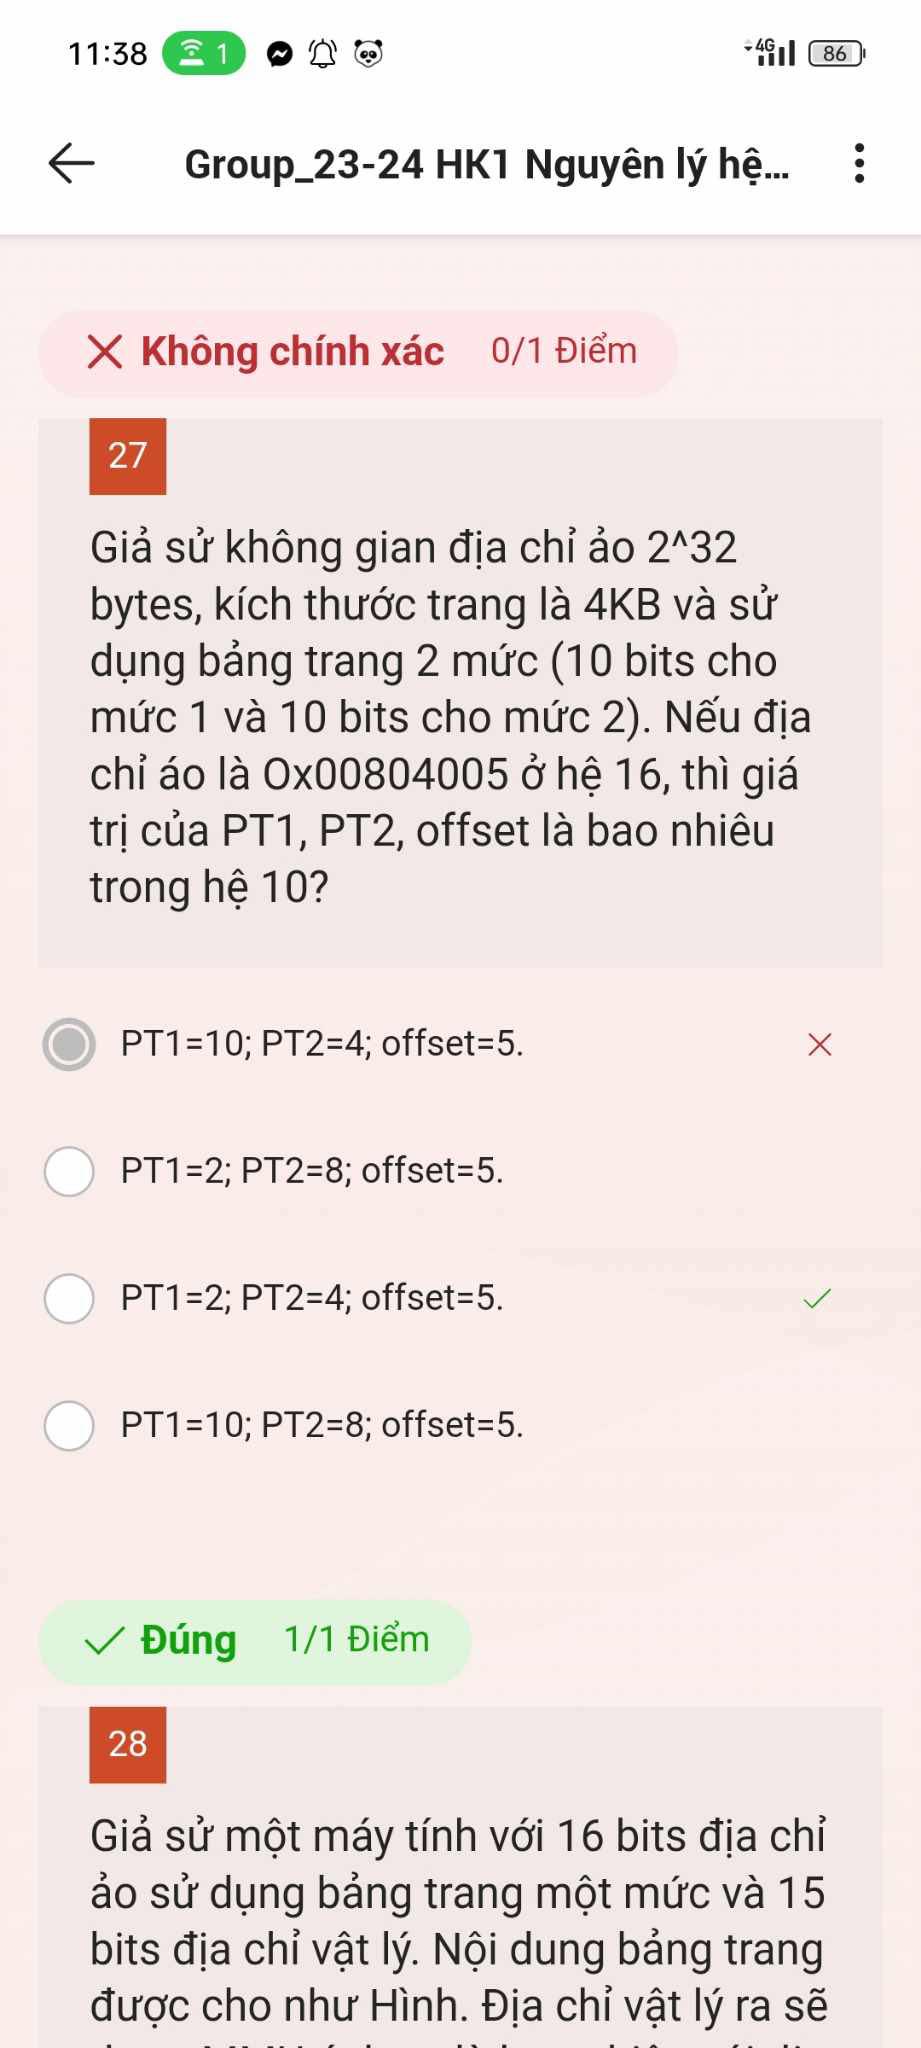 11:38
1
4G
86
Group_23-24 HK1 Nguyên lý hệ...
Không chính xác 0/1 Điểm
27
Giả sử không gian địa chỉ ảo 2^32
bytes, kích thước trang là 4KB và sử
dụng bảng trang 2 mức (10 bits cho
mức 1 và 10 bits cho mức 2). Nếu địa
chỉ áo là Ox00804005 ở hệ 16, thì giá
trị của PT1, PT2, offset là bao nhiêu
trong hệ 10?
PT1=10; PT2=4; offset=5.
PT1=2; PT2=8; offset=5.
PT1=2; PT2=4; offset=5.
PT1=10; PT2=8; offset=5.
Đúng 1/1 Điểm
28
Giả sử một máy tính với 16 bits địa chỉ
ảo sử dụng bảng trang một mức và 15
bits địa chỉ vật lý. Nội dung bảng trang
được cho như Hình. Địa chỉ vật lý ra sẽ